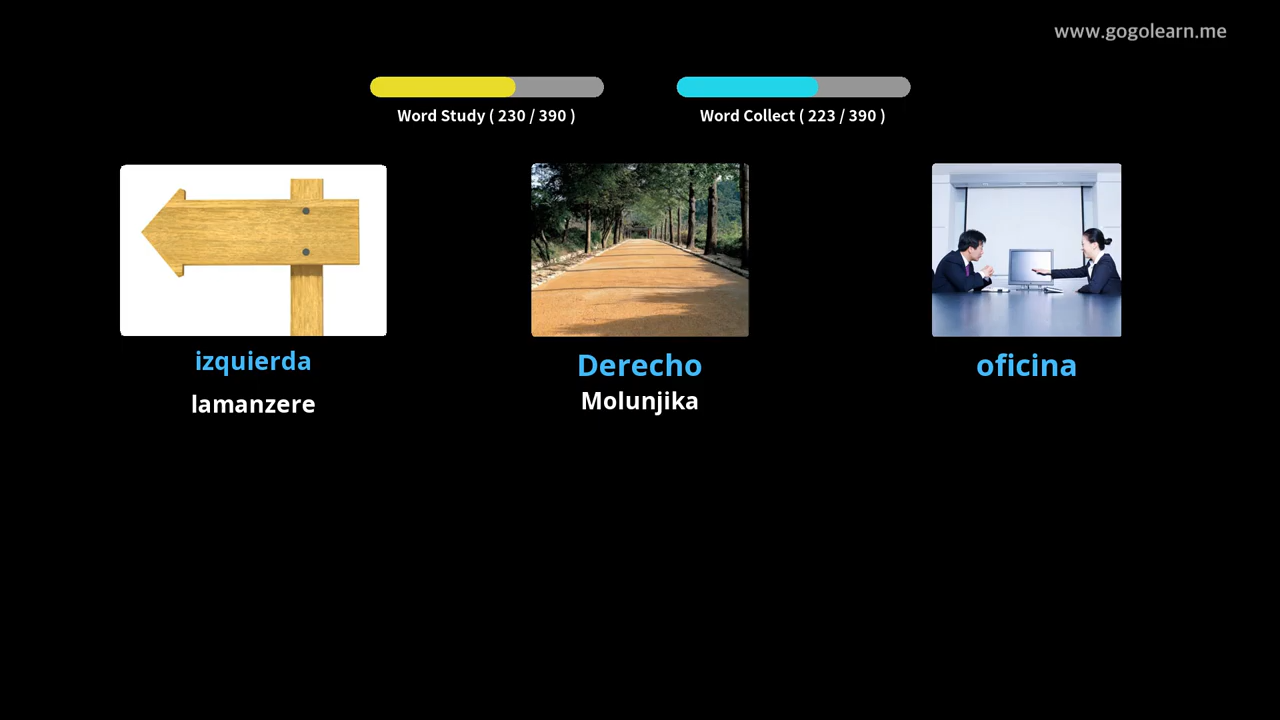 www.gogolearn.me
Word Study ( 230 / 390 )
Word Collect ( 223 / 390 )
izquierda
lamanzere
Derecho
Molunjika
oficina